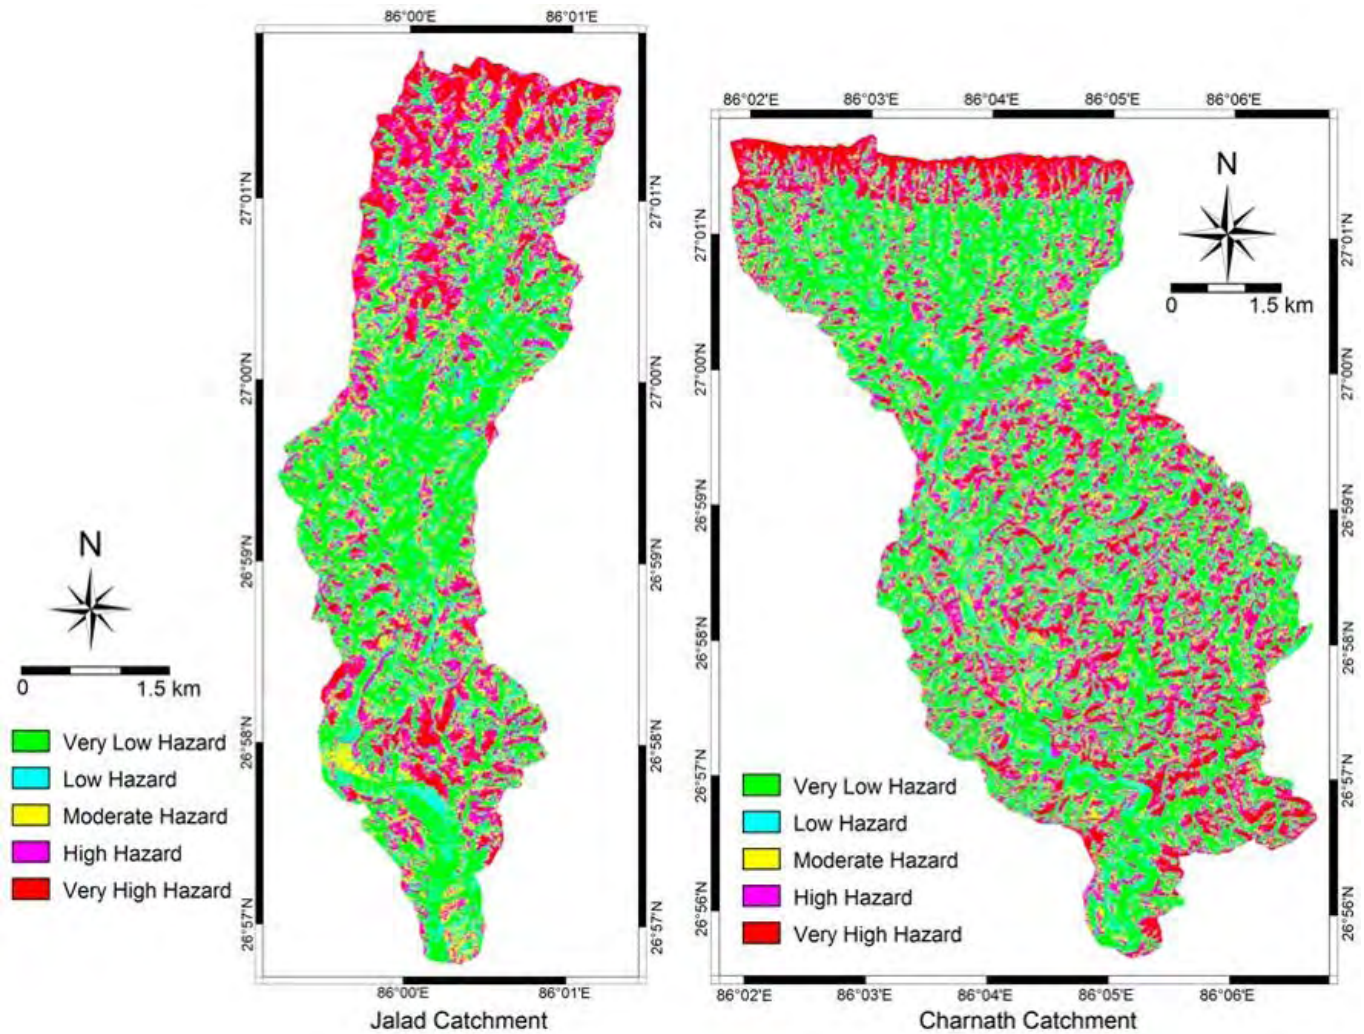 86°00'E 86°01'E
27°01'N 27°01'N
27°00'N 27°00'N
26°59'N 26°59'N
26°58'N 26°58'N
26°57'N 26°57'N
86°00'E 86°01'E
N
0 1.5 km
Very Low Hazard
Low Hazard
Moderate Hazard
High Hazard
Very High Hazard
Jalad Catchment
86°02'E 86°03'E 86°04'E 86°05'E 86°06'E
N
0 1.5 km
27°01'N 27°01'N
27°00'N 27°00'N
26°59'N 26°59'N
26°58'N 26°58'N
26°57'N 26°57'N
26°56'N 26°56'N
Very Low Hazard
Low Hazard
Moderate Hazard
High Hazard
Very High Hazard
86°02'E 86°03'E 86°04'E 86°05'E 86°06'E
Charnath Catchment